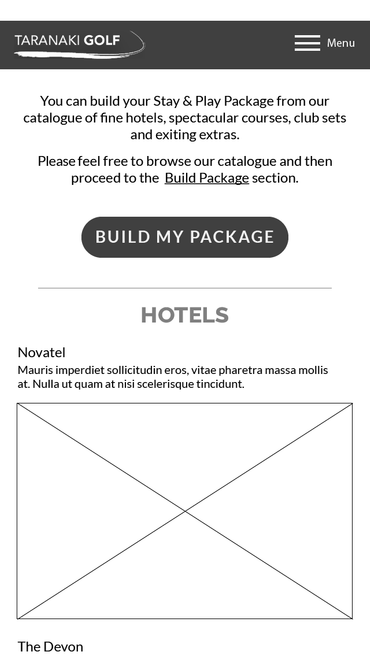 TARANAKI GOLF
Menu
You can build your Stay & Play Package from our
catalogue of fine hotels, spectacular courses, club sets
and exiting extras.
Please feel free to browse our catalogue and then
proceed to the Build Package section.
BUILD MY PACKAGE
HOTELS
Novatel
Mauris imperdiet sollicitudin eros, vitae pharetra massa mollis
at. Nulla ut quam at nisi scelerisque tincidunt.
The Devon